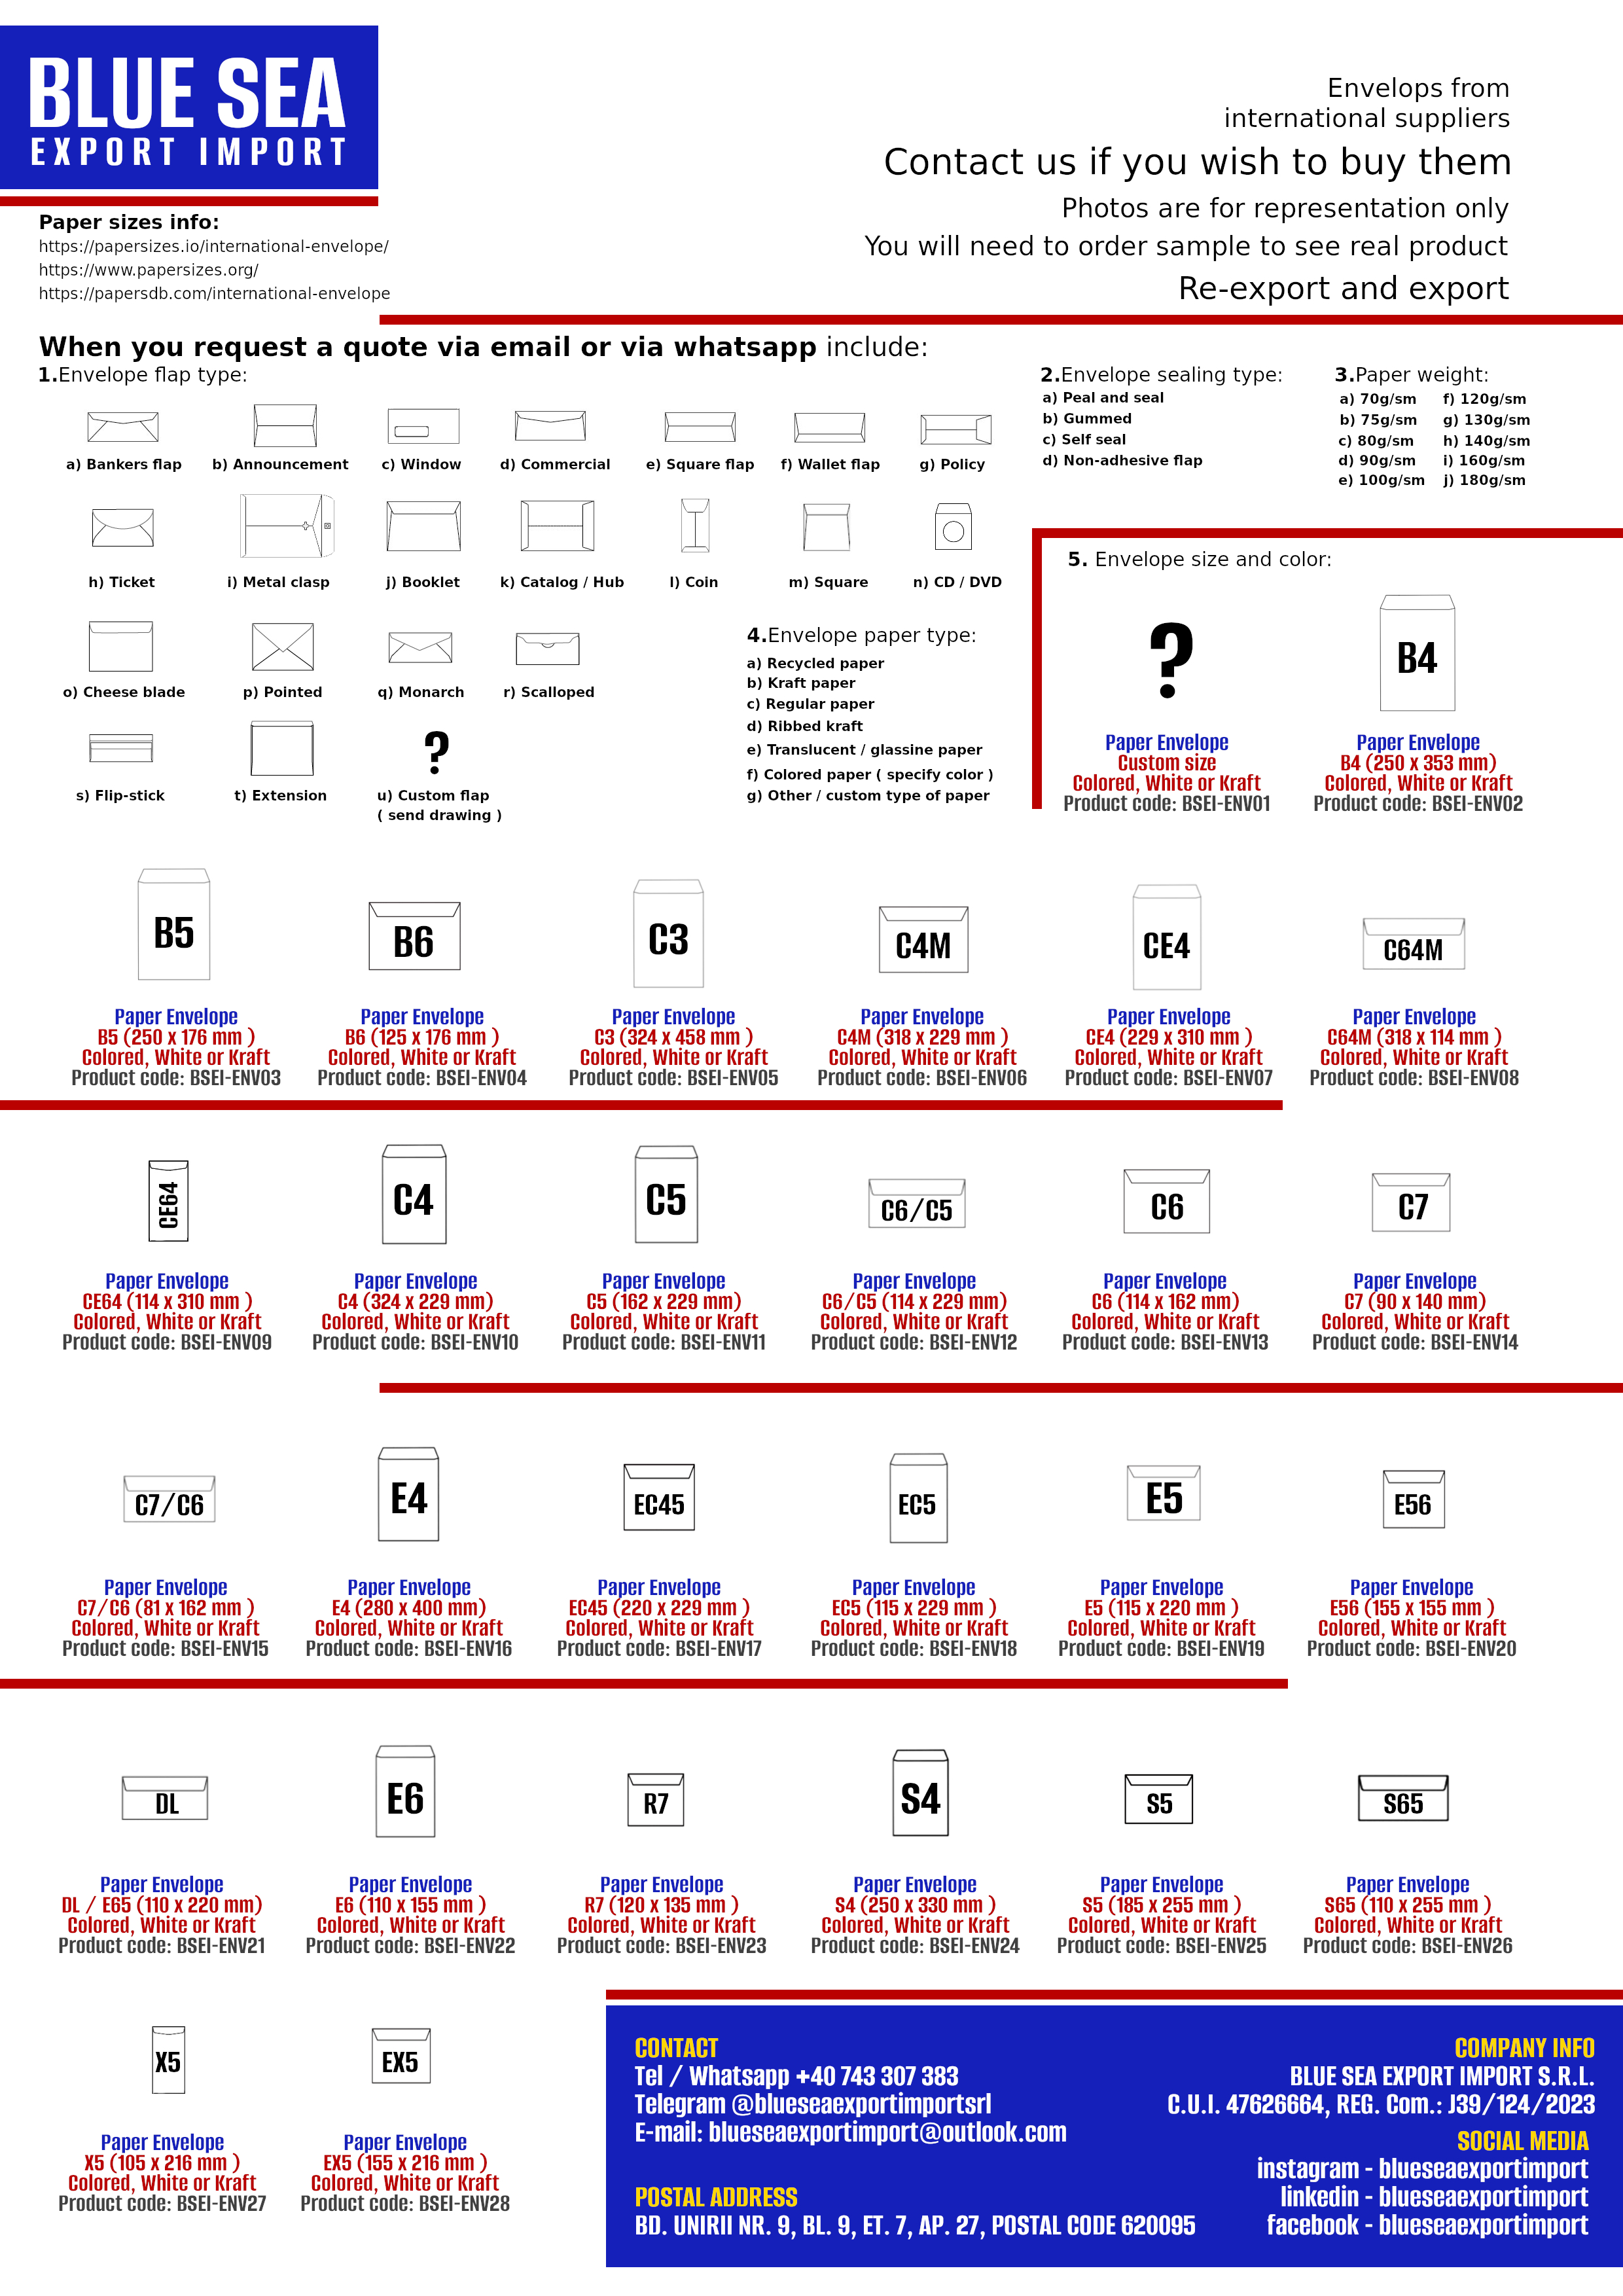 BLUE SEA
EXPORT IMPORT
Envelops from
international suppliers
Contact us if you wish to buy them
Photos are for representation only
You will need to order sample to see real product
Re-export and export
Paper sizes info:
https://papersizes.io/international-envelope/
https://www.papersizes.org/
https://papersdb.com/international-envelope
When you request a quote via email or via whatsapp include:
1.Envelope flap type:
a) Bankers flap
b) Announcement
c) Window
d) Commercial
e) Square flap
f) Wallet flap
g) Policy
h) Ticket
i) Metal clasp
j) Booklet
k) Catalog / Hub
l) Coin
m) Square
n) CD / DVD
o) Cheese blade
p) Pointed
q) Monarch
r) Scalloped
s) Flip-stick
t) Extension
?
u) Custom flap
( send drawing )
2.Envelope sealing type:
a) Peal and seal
b) Gummed
c) Self seal
d) Non-adhesive flap
3.Paper weight:
a) 70g/sm
b) 75g/sm
c) 80g/sm
d) 90g/sm
e) 100g/sm
f) 120g/sm
g) 130g/sm
h) 140g/sm
i) 160g/sm
j) 180g/sm
4.Envelope paper type:
a) Recycled paper
b) Kraft paper
c) Regular paper
d) Ribbed kraft
e) Translucent / glassine paper
f) Colored paper ( specify color )
g) Other / custom type of paper
5. Envelope size and color:
?
Paper Envelope
Custom size
Colored, White or Kraft
Product code: BSEI-ENV01
B4
Paper Envelope
B4 (250 x 353 mm)
Colored, White or Kraft
Product code: BSEI-ENV02
B5
Paper Envelope
B5 (250 x 176 mm )
Colored, White or Kraft
Product code: BSEI-ENV03
B6
Paper Envelope
B6 (125 x 176 mm )
Colored, White or Kraft
Product code: BSEI-ENV04
C3
Paper Envelope
C3 (324 x 458 mm )
Colored, White or Kraft
Product code: BSEI-ENV05
C4M
Paper Envelope
C4M (318 x 229 mm )
Colored, White or Kraft
Product code: BSEI-ENV06
CE4
Paper Envelope
CE4 (229 x 310 mm )
Colored, White or Kraft
Product code: BSEI-ENV07
C64M
Paper Envelope
C64M (318 x 114 mm )
Colored, White or Kraft
Product code: BSEI-ENV08
CE64
Paper Envelope
CE64 (114 x 310 mm )
Colored, White or Kraft
Product code: BSEI-ENV09
C4
Paper Envelope
C4 (324 x 229 mm)
Colored, White or Kraft
Product code: BSEI-ENV10
C5
Paper Envelope
C5 (162 x 229 mm)
Colored, White or Kraft
Product code: BSEI-ENV11
C6/C5
Paper Envelope
C6/C5 (114 x 229 mm)
Colored, White or Kraft
Product code: BSEI-ENV12
C6
Paper Envelope
C6 (114 x 162 mm)
Colored, White or Kraft
Product code: BSEI-ENV13
C7
Paper Envelope
C7 (90 x 140 mm)
Colored, White or Kraft
Product code: BSEI-ENV14
C7/C6
Paper Envelope
C7/C6 (81 x 162 mm )
Colored, White or Kraft
Product code: BSEI-ENV15
E4
Paper Envelope
E4 (280 x 400 mm)
Colored, White or Kraft
Product code: BSEI-ENV16
EC45
Paper Envelope
EC45 (220 x 229 mm )
Colored, White or Kraft
Product code: BSEI-ENV17
EC5
Paper Envelope
EC5 (115 x 229 mm )
Colored, White or Kraft
Product code: BSEI-ENV18
E5
Paper Envelope
E5 (115 x 220 mm )
Colored, White or Kraft
Product code: BSEI-ENV19
E56
Paper Envelope
E56 (155 x 155 mm )
Colored, White or Kraft
Product code: BSEI-ENV20
DL
Paper Envelope
DL / E65 (110 x 220 mm)
Colored, White or Kraft
Product code: BSEI-ENV21
E6
Paper Envelope
E6 (110 x 155 mm )
Colored, White or Kraft
Product code: BSEI-ENV22
R7
Paper Envelope
R7 (120 x 135 mm )
Colored, White or Kraft
Product code: BSEI-ENV23
S4
Paper Envelope
S4 (250 x 330 mm )
Colored, White or Kraft
Product code: BSEI-ENV24
S5
Paper Envelope
S5 (185 x 255 mm )
Colored, White or Kraft
Product code: BSEI-ENV25
S65
Paper Envelope
S65 (110 x 255 mm )
Colored, White or Kraft
Product code: BSEI-ENV26
X5
Paper Envelope
X5 (105 x 216 mm )
Colored, White or Kraft
Product code: BSEI-ENV27
EX5
Paper Envelope
EX5 (155 x 216 mm )
Colored, White or Kraft
Product code: BSEI-ENV28
CONTACT
Tel / Whatsapp +40 743 307 383
Telegram @blueseaexportimportsrl
E-mail: blueseaexportimport@outlook.com
POSTAL ADDRESS
BD. UNIRII NR. 9, BL. 9, ET. 7, AP. 27, POSTAL CODE 620095
COMPANY INFO
BLUE SEA EXPORT IMPORT S.R.L.
C.U.I. 47626664, REG. Com.: J39/124/2023
SOCIAL MEDIA
instagram - blueseaexportimport
linkedin - blueseaexportimport
facebook - blueseaexportimport